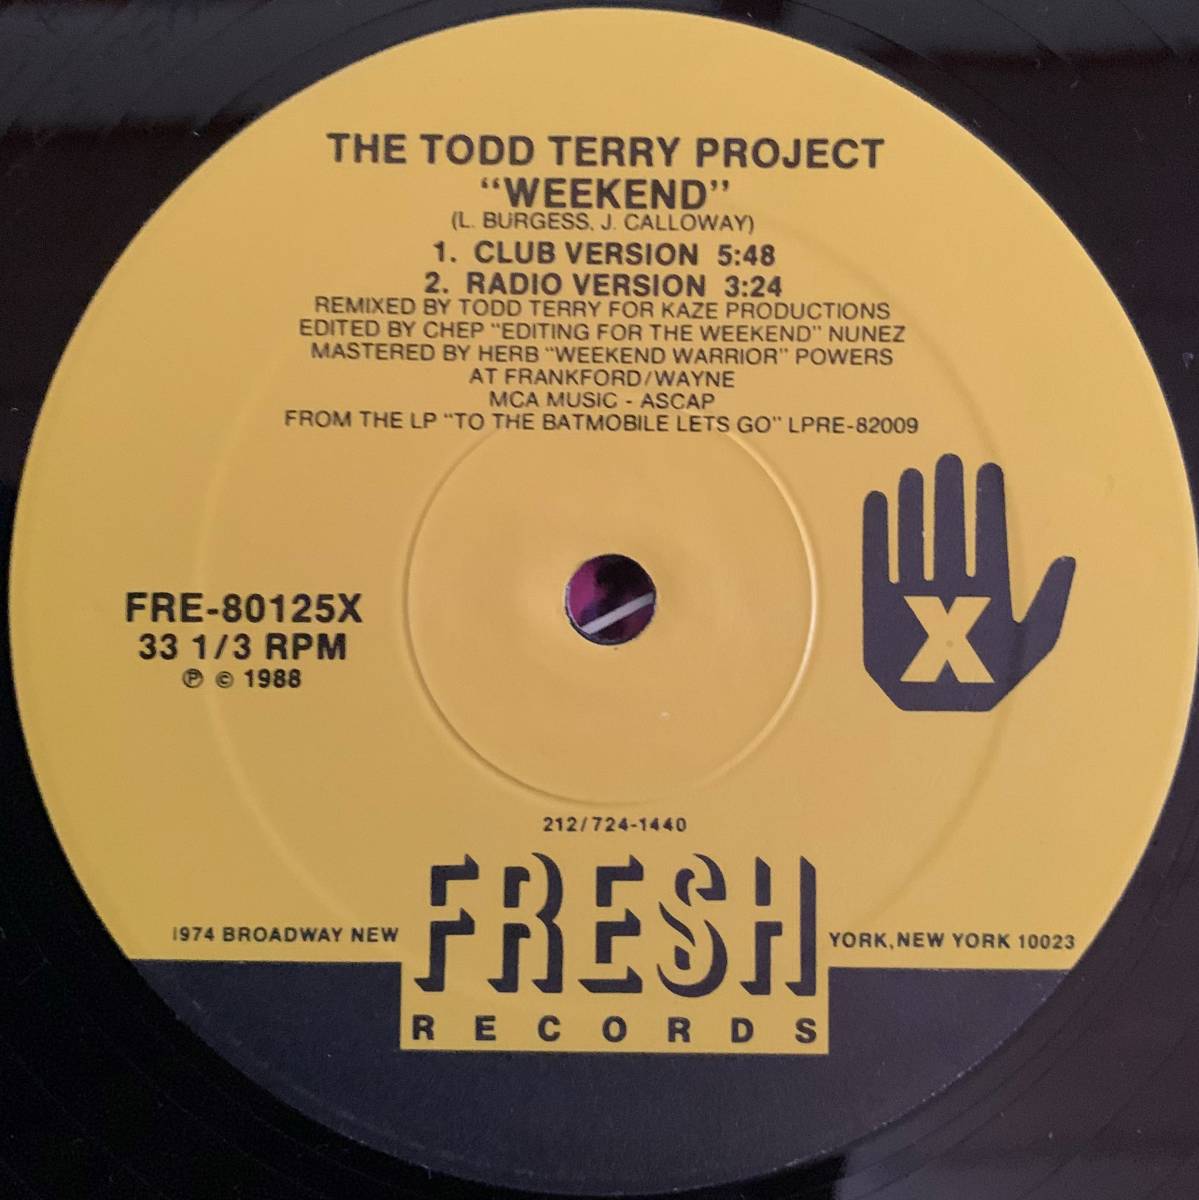 THE TODD TERRY PROJECT
"WEEKEND"
(L. BURGESS, J. CALLOWAY)
1. CLUB VERSION 5:48
2. RADIO VERSION 3:24
REMIXED BY TODD TERRY FOR KAZE PRODUCTIONS
EDITED BY CHEP "EDITING FOR THE WEEKEND" NUNEZ
MASTERED BY HERB "WEEKEND WARRIOR" POWERS
AT FRANKFORD/WAYNE
MCA MUSIC - ASCAP
FROM THE LP "TO THE BATMOBILE LETS GO" LPRE-82009
X
FRE-80125X
33 1/3 RPM
℗ © 1988
212/724-1440
1974 BROADWAY NEW YORK, NEW YORK 10023
FRESH
RECORDS